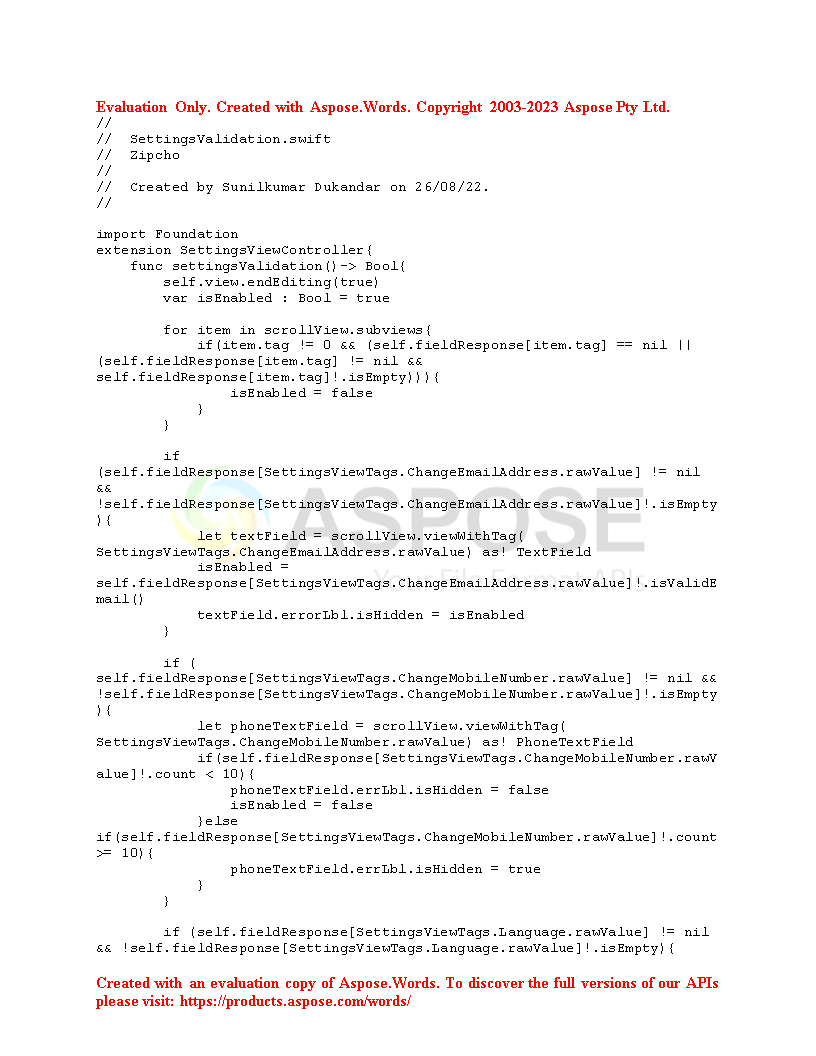 Evaluation Only. Created with Aspose.Words. Copyright 2003-2023 Aspose Pty Ltd.
//
//  SettingsValidation.swift
//  Zipcho
//
//  Created by Sunilkumar Dukandar on 26/08/22.
//
import Foundation
extension SettingsViewController{
    func settingsValidation()-> Bool{
        self.view.endEditing(true)
        var isEnabled : Bool = true
        for item in scrollView.subviews{
            if(item.tag != 0 && (self.fieldResponse[item.tag] == nil ||
(self.fieldResponse[item.tag] != nil &&
self.fieldResponse[item.tag]!.isEmpty))){
                isEnabled = false
            }
        }
        if
(self.fieldResponse[SettingsViewTags.ChangeEmailAddress.rawValue] != nil
&&
!self.fieldResponse[SettingsViewTags.ChangeEmailAddress.rawValue]!.isEmpty
){
            let textField = scrollView.viewWithTag(
SettingsViewTags.ChangeEmailAddress.rawValue) as! TextField
            isEnabled =
self.fieldResponse[SettingsViewTags.ChangeEmailAddress.rawValue]!.isValidE
mail()
            textField.errorLbl.isHidden = isEnabled
        }
        if (
self.fieldResponse[SettingsViewTags.ChangeMobileNumber.rawValue] != nil &&
!self.fieldResponse[SettingsViewTags.ChangeMobileNumber.rawValue]!.isEmpty
){
            let phoneTextField = scrollView.viewWithTag(
SettingsViewTags.ChangeMobileNumber.rawValue) as! PhoneTextField
            if(self.fieldResponse[SettingsViewTags.ChangeMobileNumber.rawV
alue]!.count < 10){
                phoneTextField.errLbl.isHidden = false
                isEnabled = false
            }else
if(self.fieldResponse[SettingsViewTags.ChangeMobileNumber.rawValue]!.count
>= 10){
                phoneTextField.errLbl.isHidden = true
            }
        }
        if (self.fieldResponse[SettingsViewTags.Language.rawValue] != nil
&& !self.fieldResponse[SettingsViewTags.Language.rawValue]!.isEmpty){
ASPOSE
Your File Format APIs
Created with an evaluation copy of Aspose.Words. To discover the full versions of our APIs
please visit: https://products.aspose.com/words/